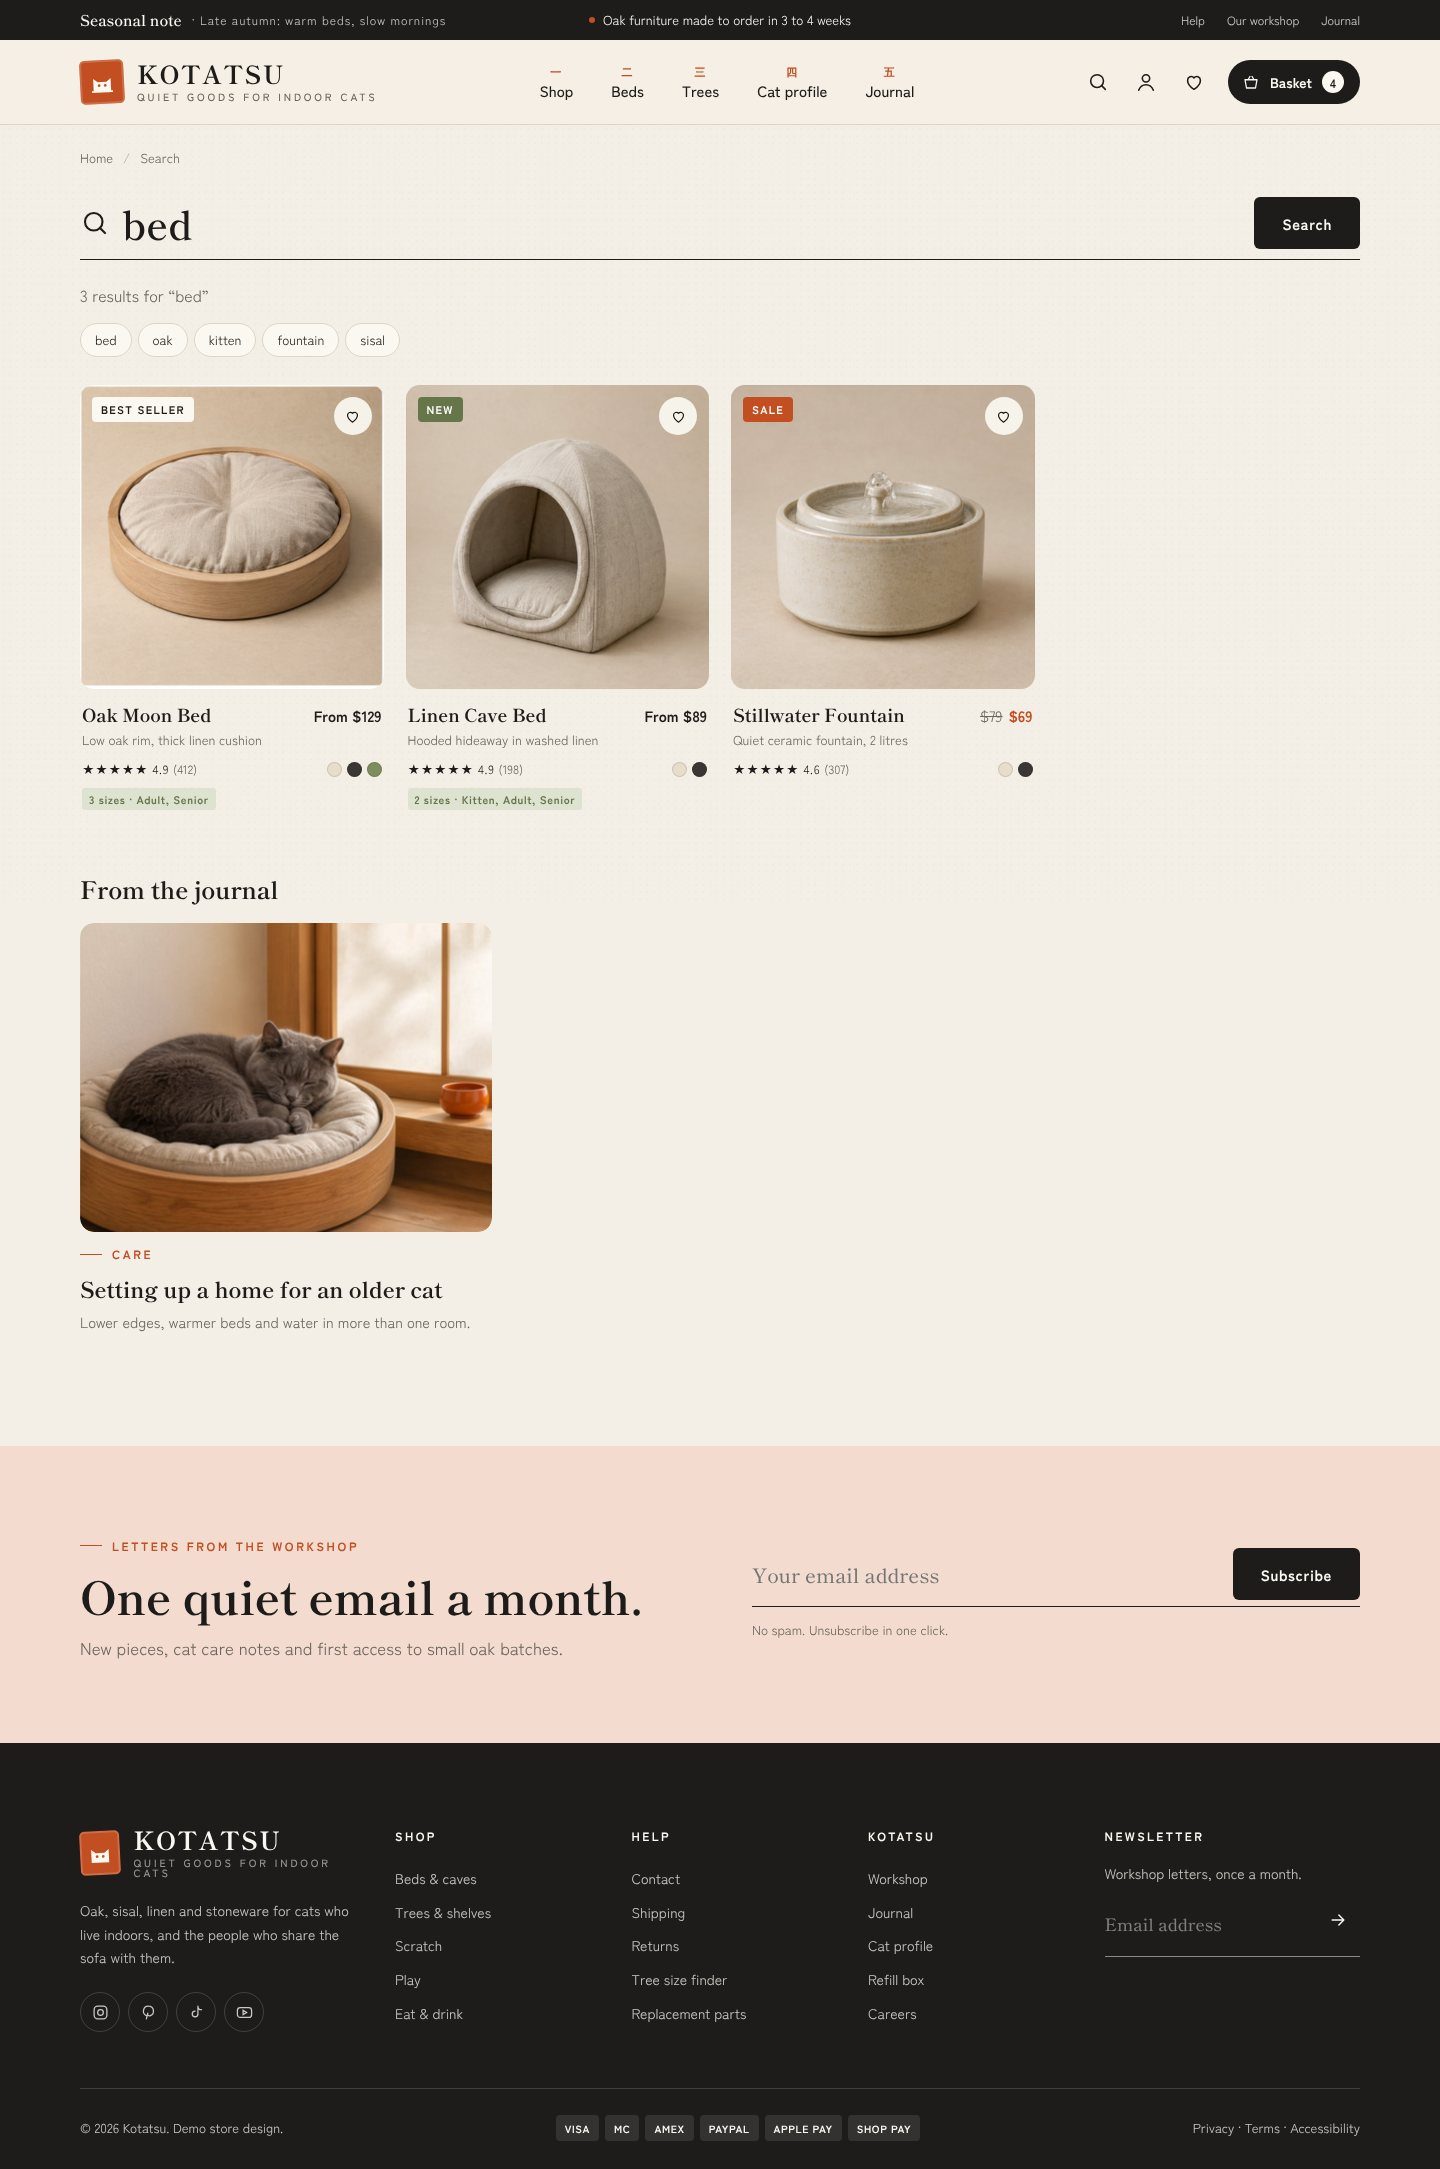 Seasonal note · Late autumn: warm beds, slow mornings
Oak furniture made to order in 3 to 4 weeks
Help Our workshop Journal
KOTATSU
QUIET GOODS FOR INDOOR CATS
一 二 三 四 五
Shop Beds Trees Cat profile Journal
Basket 4
Home / Search
bed
Search
3 results for “bed”
bed oak kitten fountain sisal
BEST SELLER
NEW
SALE
Oak Moon Bed From $129
Low oak rim, thick linen cushion
★★★★★ 4.9 (412)
3 sizes · Adult, Senior
Linen Cave Bed From $89
Hooded hideaway in washed linen
★★★★★ 4.9 (198)
2 sizes · Kitten, Adult, Senior
Stillwater Fountain $79 $69
Quiet ceramic fountain, 2 litres
★★★★★ 4.6 (307)
From the journal
CARE
Setting up a home for an older cat
Lower edges, warmer beds and water in more than one room.
LETTERS FROM THE WORKSHOP
One quiet email a month.
New pieces, cat care notes and first access to small oak batches.
Your email address
Subscribe
No spam. Unsubscribe in one click.
KOTATSU
QUIET GOODS FOR INDOOR
CATS
Oak, sisal, linen and stoneware for cats who
live indoors, and the people who share the
sofa with them.
SHOP
Beds & caves
Trees & shelves
Scratch
Play
Eat & drink
HELP
Contact
Shipping
Returns
Tree size finder
Replacement parts
KOTATSU
Workshop
Journal
Cat profile
Refill box
Careers
NEWSLETTER
Workshop letters, once a month.
Email address
© 2026 Kotatsu. Demo store design.
VISA MC AMEX PAYPAL APPLE PAY SHOP PAY
Privacy · Terms · Accessibility